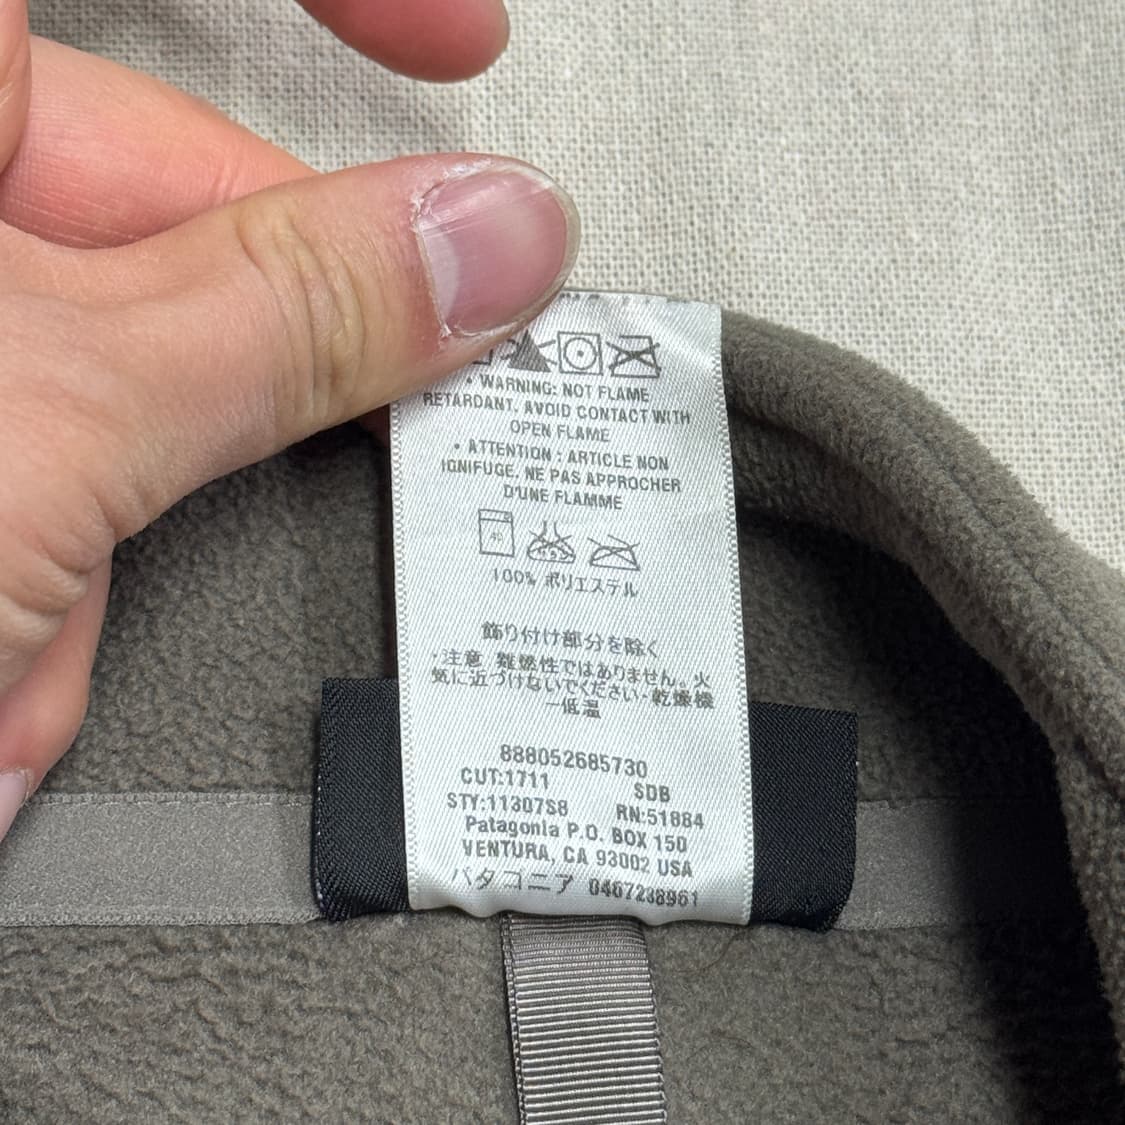 • WARNING: NOT FLAME
RETARDANT, AVOID CONTACT WITH
OPEN FLAME
• ATTENTION : ARTICLE NON
IGNIFUGE, NE PAS APPROCHER
D'UNE FLAMME
40
100% ポリエステル
飾り付け部分を除く
・注意 難燃性ではありません。火
気に近づけないでください・乾燥機
ー低温
888052685730
CUT:1711 SDB
STY:11307S8 RN:51884
Patagonia P.O. BOX 150
VENTURA, CA 93002 USA
パタゴニア 0467238961